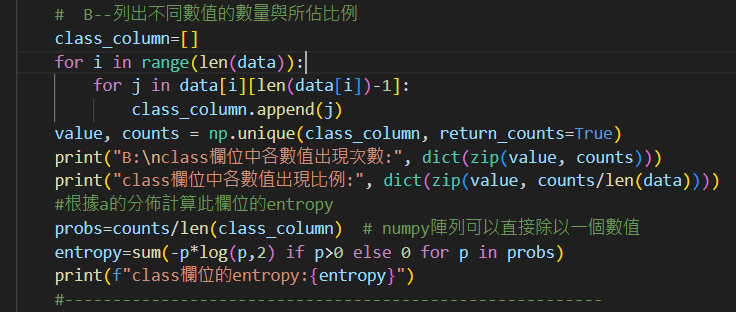 #  B--列出不同數值的數量與所佔比例
class_column=[]
for i in range(len(data)):
    for j in data[i][len(data[i])-1]:
        class_column.append(j)
value, counts = np.unique(class_column, return_counts=True)
print("B:\nclass欄位中各數值出現次數:", dict(zip(value, counts)))
print("class欄位中各數值出現比例:", dict(zip(value, counts/len(data))))
#根據a的分佈計算此欄位的entropy
probs=counts/len(class_column)  # numpy陣列可以直接除以一個數值
entropy=sum(-p*log(p,2) if p>0 else 0 for p in probs)
print(f"class欄位的entropy:{entropy}")
#--------------------------------------------------------